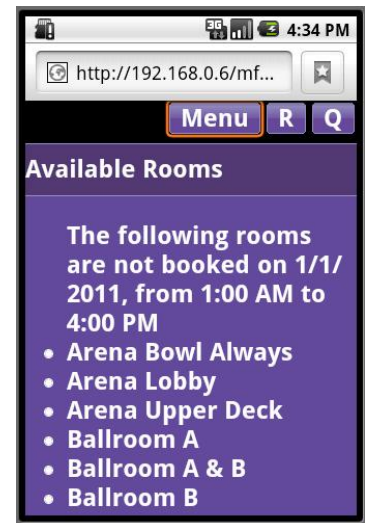 3G 4:34 PM
http://192.168.0.6/mf...
Menu R Q
Available Rooms
The following rooms
are not booked on 1/1/
2011, from 1:00 AM to
4:00 PM
• Arena Bowl Always
• Arena Lobby
• Arena Upper Deck
• Ballroom A
• Ballroom A & B
• Ballroom B